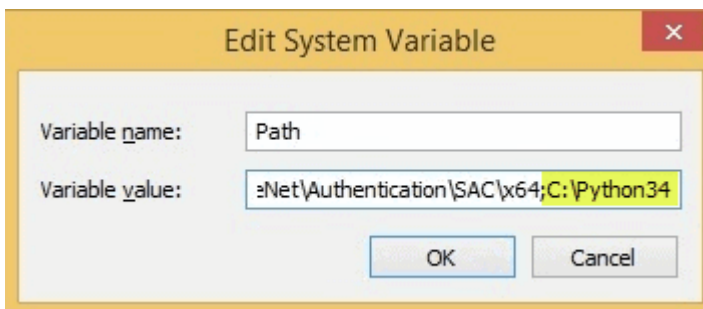 Edit System Variable
Variable name: Path
Variable value: eNet\Authentication\SAC\x64;C:\Python34
OK Cancel